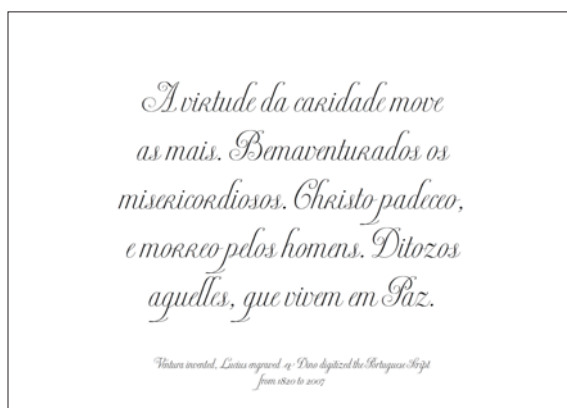 A virtude da caridade move
as mais. Bemaventurados os
misericordiosos. Christo padeceo,
e morreo pelos homens. Ditozos
aquelles, que vivem em Paz.
Ventura invented, Lucius engraved & Dino digitized the Portuguese Script
from 1820 to 2007